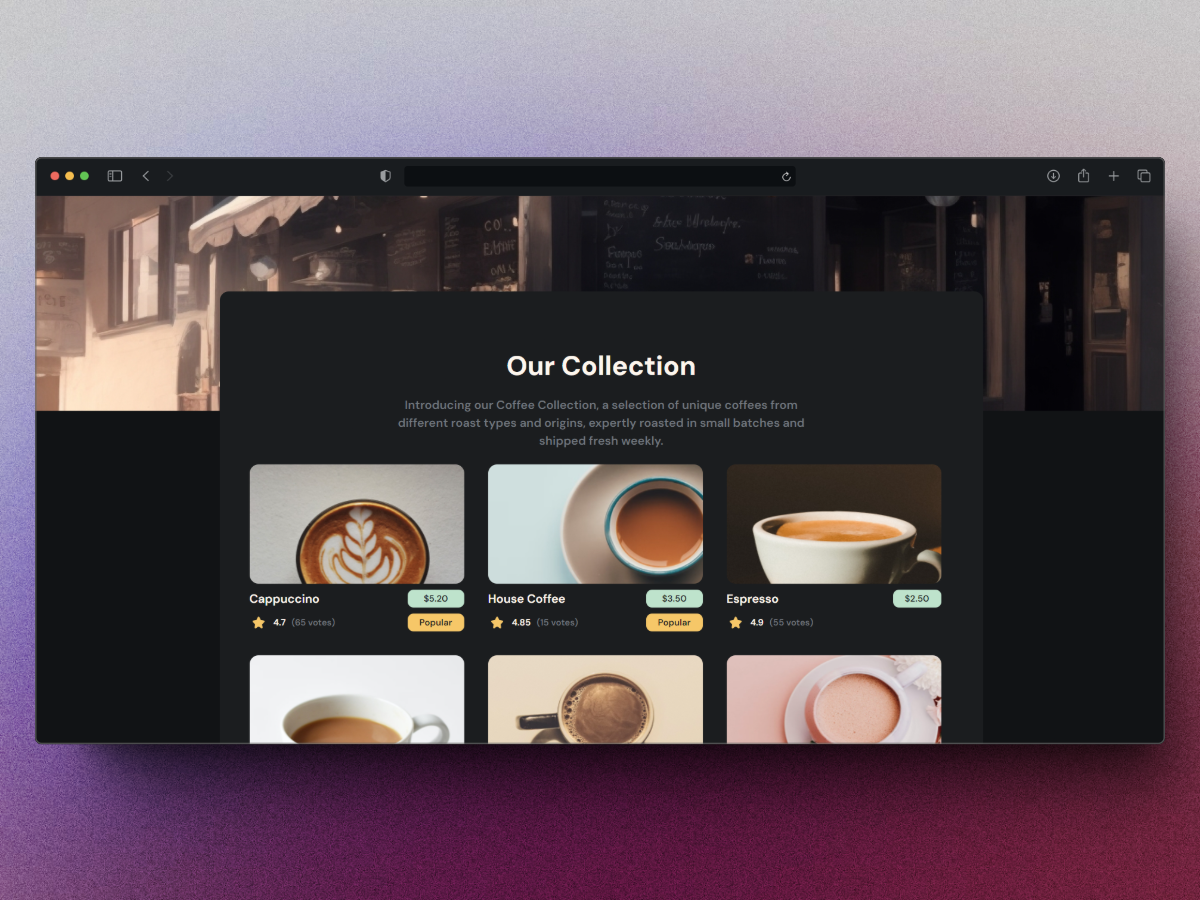 Our Collection
Introducing our Coffee Collection, a selection of unique coffees from
different roast types and origins, expertly roasted in small batches and
shipped fresh weekly.
Cappuccino $5.20
4.7 (65 votes) Popular
House Coffee $3.50
4.85 (15 votes) Popular
Espresso $2.50
4.9 (55 votes)